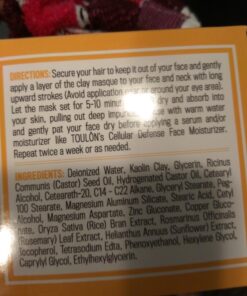 DIRECTIONS: Secure your hair to keep it out of your face and gently
apply a layer of the clay masque to your face and neck with long
upward strokes (Avoid application near or around your eye area).
Let the mask set for 5-10 minutes to dry and absorb into
your skin, pulling out deep impurities. Rinse with warm water
and gently pat your face dry before applying a serum and/or
moisturizer like TOULÒN's Cellular Defense Face Moisturizer.
Repeat twice a week or as needed.
INGREDIENTS: Deionized Water, Kaolin Clay, Glycerin, Ricinus
Communis (Castor) Seed Oil, Hydrogenated Castor Oil, Cetearyl
Alcohol, Ceteareth-20, C14 - C22 Alkane, Glyceryl Stearate, Peg-
100 Stearate, Magnesium Aluminum Silicate, Stearic Acid, Cetyl
Alcohol, Magnesium Aspartate, Zinc Gluconate, Copper Gluco-
nate, Oryza Sativa (Rice) Bran Extract, Rosmarinus Officinalis
(Rosemary) Leaf Extract, Helianthus Annuus (Sunflower) Extract,
Tocopherol, Tetrasodium Edta, Phenoxyethanol, Hexylene Glycol,
Caprylyl Glycol, Ethylhexylglycerin.